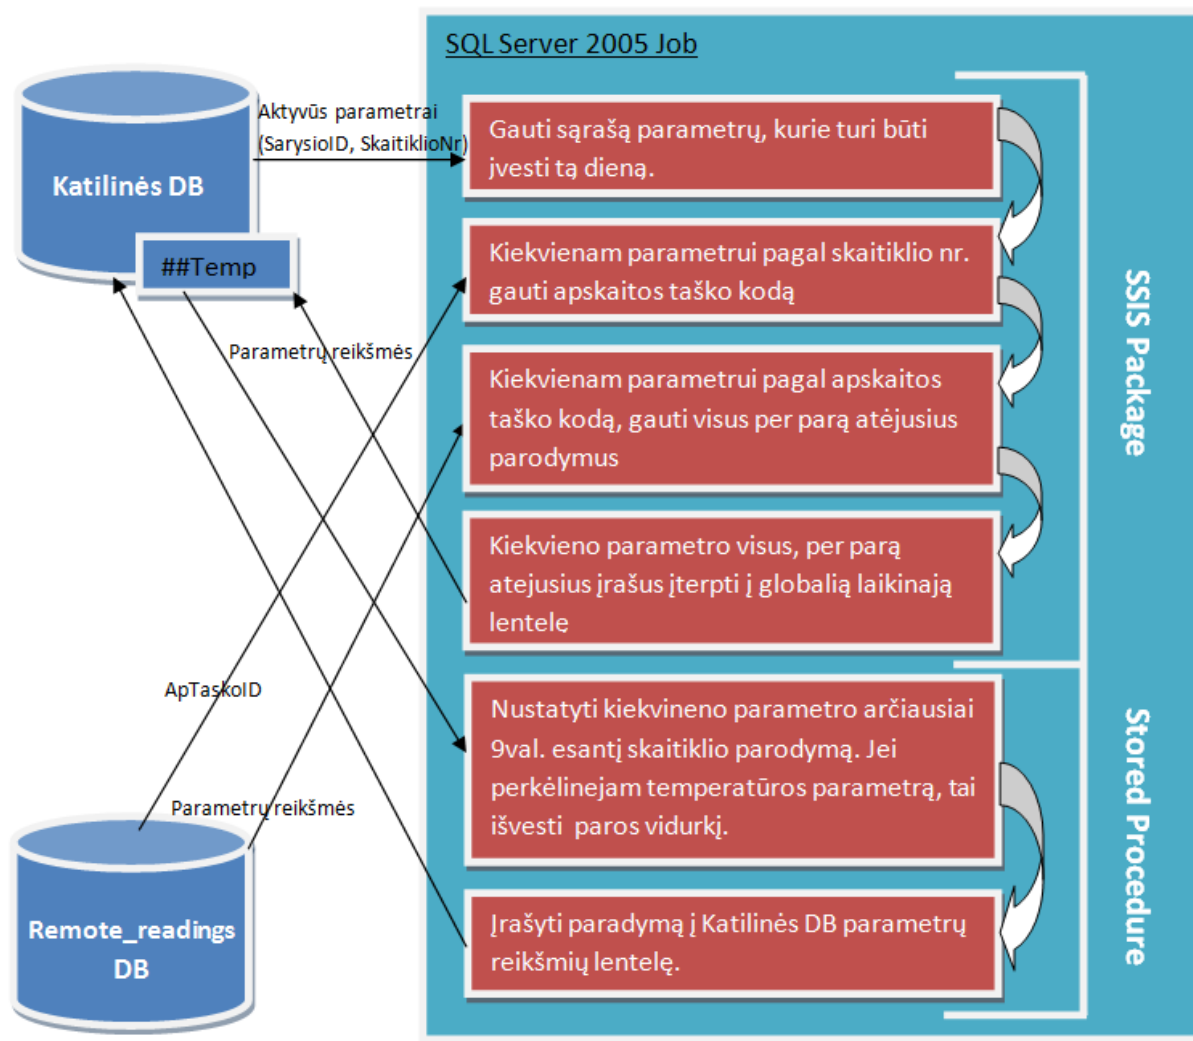 SQL Server 2005 Job
Aktyvūs parametrai
(SarysioID, SkaitiklioNr)
Katilinės DB
##Temp
Gauti sąrašą parametrų, kurie turi būti
įvesti tą dieną.
Kiekvienam parametrui pagal skaitiklio nr.
gauti apskaitos taško kodą
Parametrų reikšmės
Kiekvienam parametrui pagal apskaitos
taško kodą, gauti visus per parą atėjusius
parodymus
Kiekvieno parametro visus, per parą
atejusius įrašus įterpti į globalią laikinają
lentelę
SSIS Package
ApTaskoID
Nustatyti kiekvineno parametro arčiausiai
9val. esantį skaitiklio parodymą. Jei
perkėlinejam temperatūros parametrą, tai
išvesti paros vidurkį.
Parametrų reikšmės
Remote_readings
DB
Įrašyti paradymą į Katilinės DB parametrų
reikšmių lentelę.
Stored Procedure